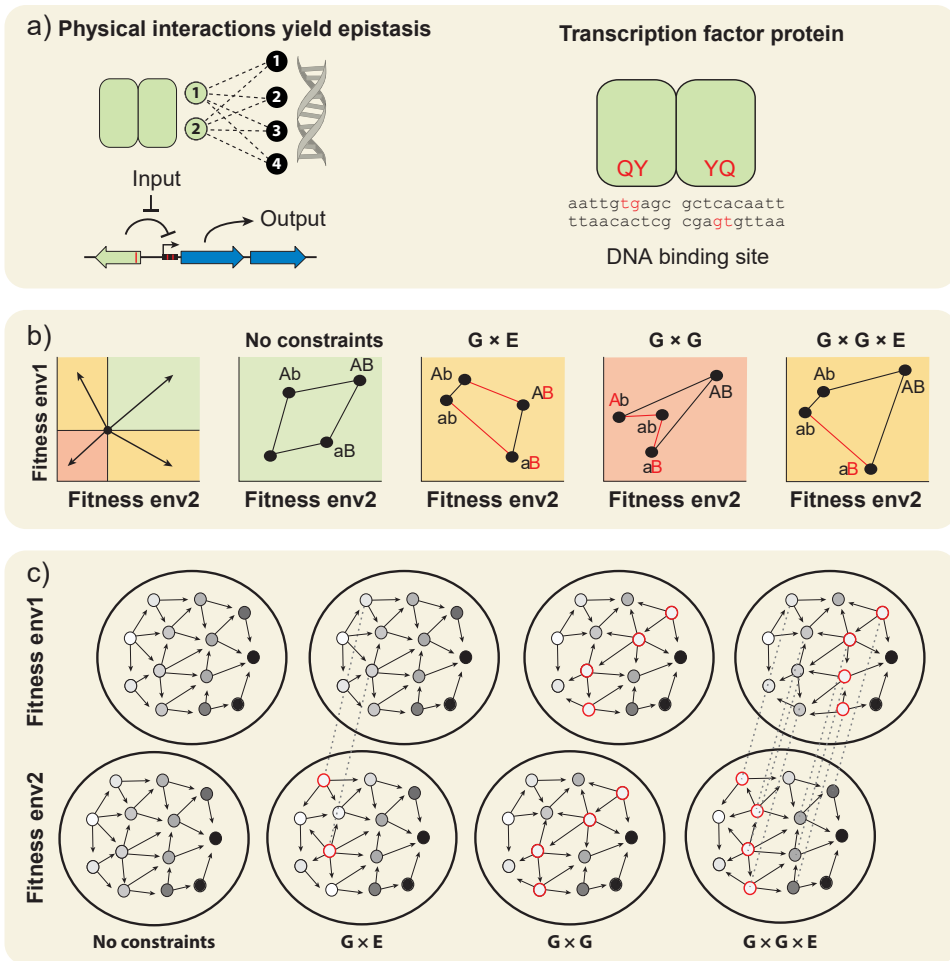 a) Physical interactions yield epistasis
Transcription factor protein
1
2
1
2
3
4
QY YQ
Input
Output
aattgtgagc gctcacaatt
ttaacactcg cgagtgttaa
DNA binding site
b)
No constraints
G × E
G × G
G × G × E
Fitness env1
Fitness env2
Ab
AB
aB
Fitness env2
Ab
ab
AB
aB
Fitness env2
Ab
AB
ab
aB
Fitness env2
Ab
AB
ab
aB
Fitness env2
c)
Fitness env1
Fitness env2
No constraints
G × E
G × G
G × G × E